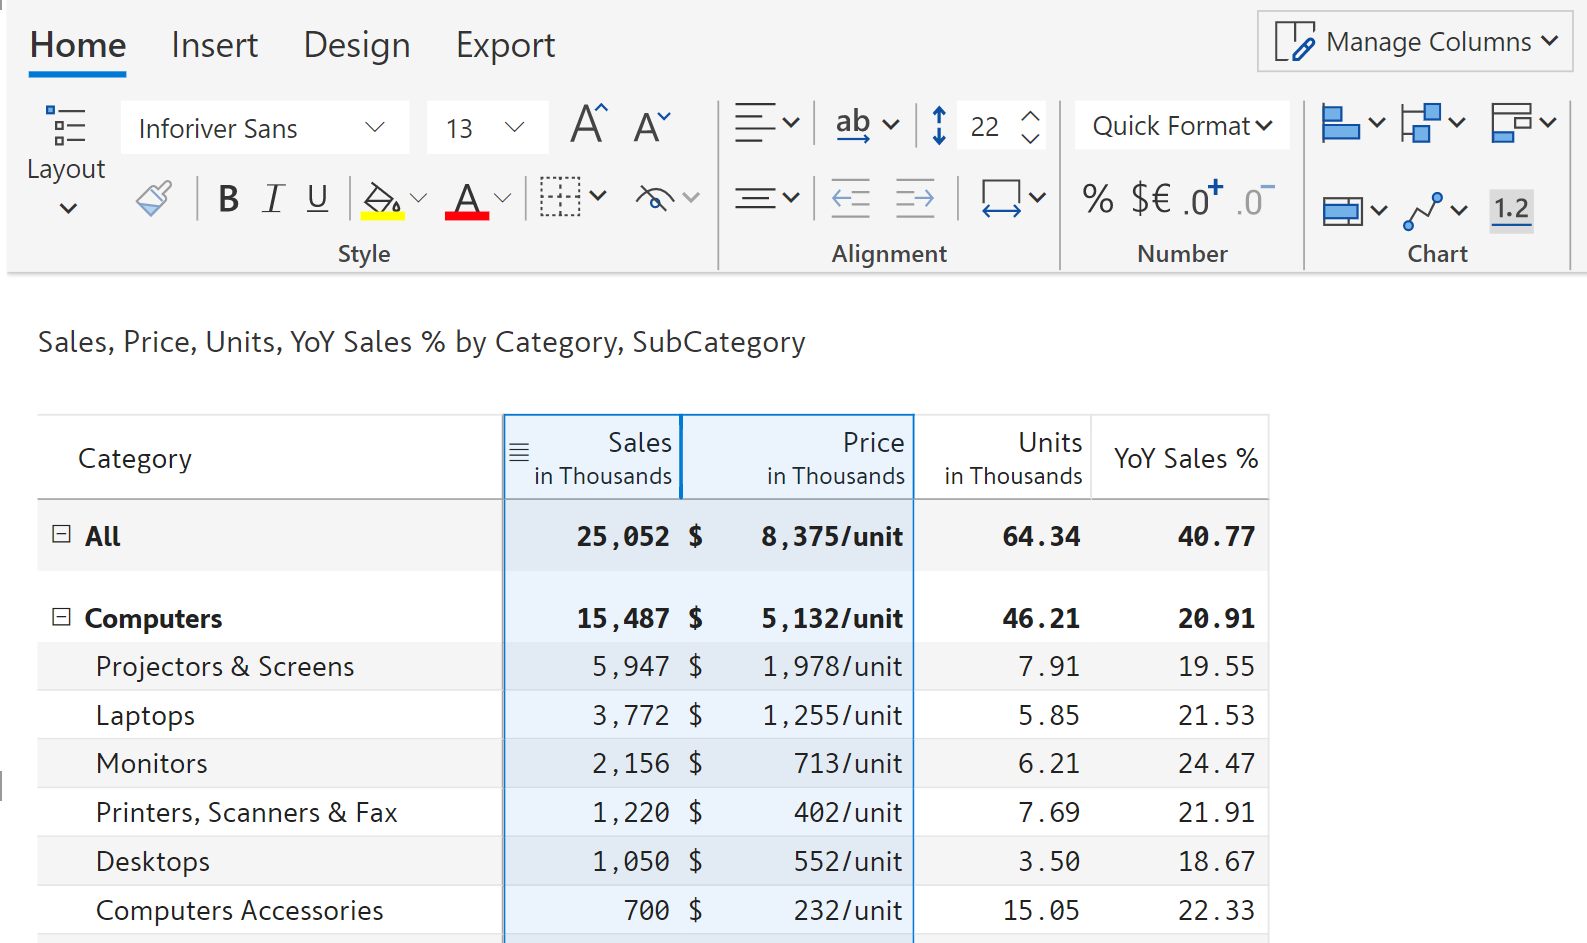 Home Insert Design Export Manage Columns
Inforiver Sans 13 A A ab 22 Quick Format
Layout
B I U A % $€ .0+ .0- 1.2
Style Alignment Number Chart
Sales, Price, Units, YoY Sales % by Category, SubCategory
Category Sales in Thousands Price in Thousands Units in Thousands YoY Sales %
All 25,052 $ 8,375/unit 64.34 40.77
Computers 15,487 $ 5,132/unit 46.21 20.91
Projectors & Screens 5,947 $ 1,978/unit 7.91 19.55
Laptops 3,772 $ 1,255/unit 5.85 21.53
Monitors 2,156 $ 713/unit 6.21 24.47
Printers, Scanners & Fax 1,220 $ 402/unit 7.69 21.91
Desktops 1,050 $ 552/unit 3.50 18.67
Computers Accessories 700 $ 232/unit 15.05 22.33